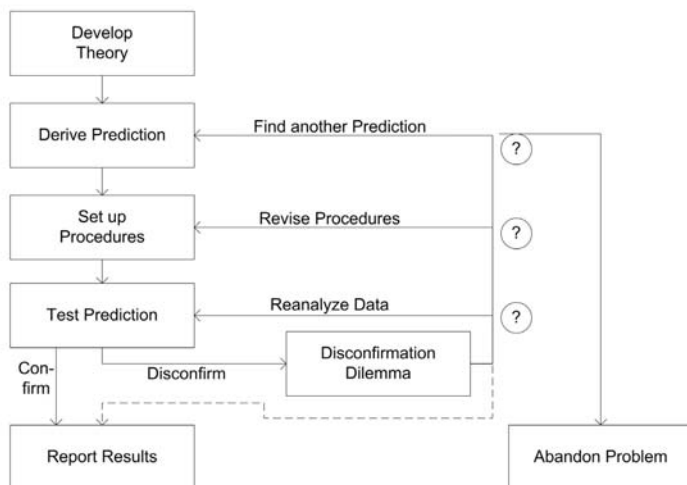 Develop
Theory
Derive Prediction
Find another Prediction
?
Set up
Procedures
Revise Procedures
?
Test Prediction
Reanalyze Data
?
Con-
firm
Disconfirm
Disconfirmation
Dilemma
Report Results
Abandon Problem